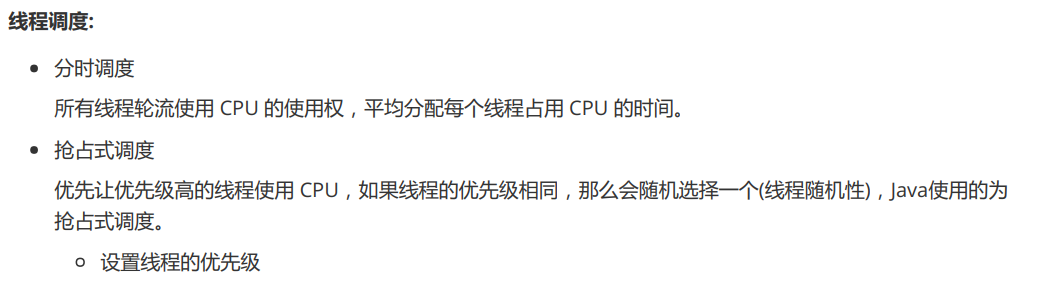 线程调度:
分时调度
所有线程轮流使用 CPU 的使用权，平均分配每个线程占用 CPU 的时间。
抢占式调度
优先让优先级高的线程使用 CPU，如果线程的优先级相同，那么会随机选择一个(线程随机性)，Java使用的为
抢占式调度。
设置线程的优先级